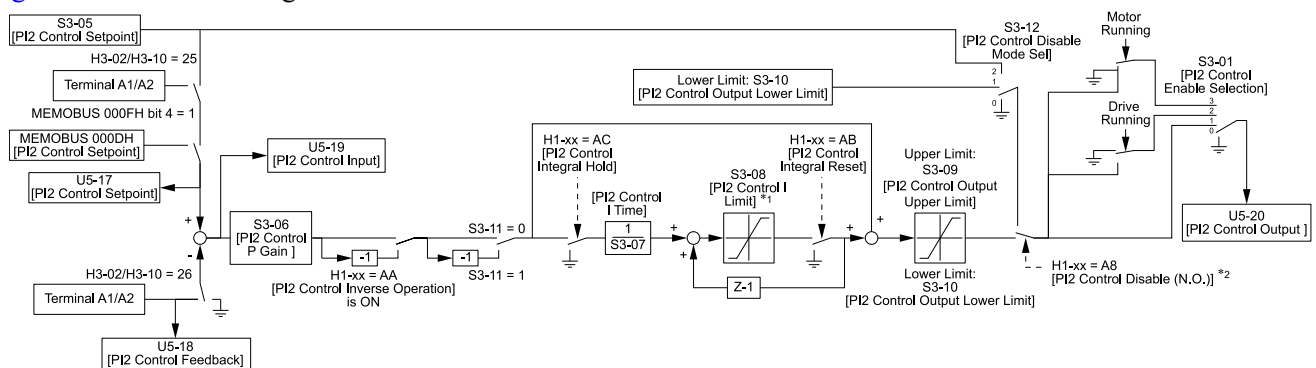 S3-05
[PI2 Control Setpoint]
H3-02/H3-10 = 25
Terminal A1/A2
MEMOBUS 000FH bit 4 = 1
MEMOBUS 000DH
[PI2 Control Setpoint]
U5-17
[PI2 Control Setpoint]
+
-
H3-02/H3-10 = 26
Terminal A1/A2
U5-18
[PI2 Control Feedback]
U5-19
[PI2 Control Input]
S3-06
[PI2 Control
P Gain ]
-1
H1-xx = AA
[PI2 Control Inverse Operation]
is ON
-1
S3-11 = 0
S3-11 = 1
H1-xx = AC
[PI2 Control
Integral Hold]
[PI2 Control
I Time]
1
S3-07
+
+
S3-08
[PI2 Control I
Limit] *1
Z-1
H1-xx = AB
[PI2 Control
Integral Reset]
+
+
Lower Limit: S3-10
[PI2 Control Output Lower Limit]
Upper Limit:
S3-09
[PI2 Control Output
Upper Limit]
Lower Limit:
S3-10
[PI2 Control Output Lower Limit]
S3-12
[PI2 Control Disable
Mode Sel]
2
1
0
H1-xx = A8
[PI2 Control Disable (N.O.)] *2
Motor
Running
Drive
Running
S3-01
[PI2 Control
Enable Selection]
3
2
1
0
U5-20
[PI2 Control Output ]